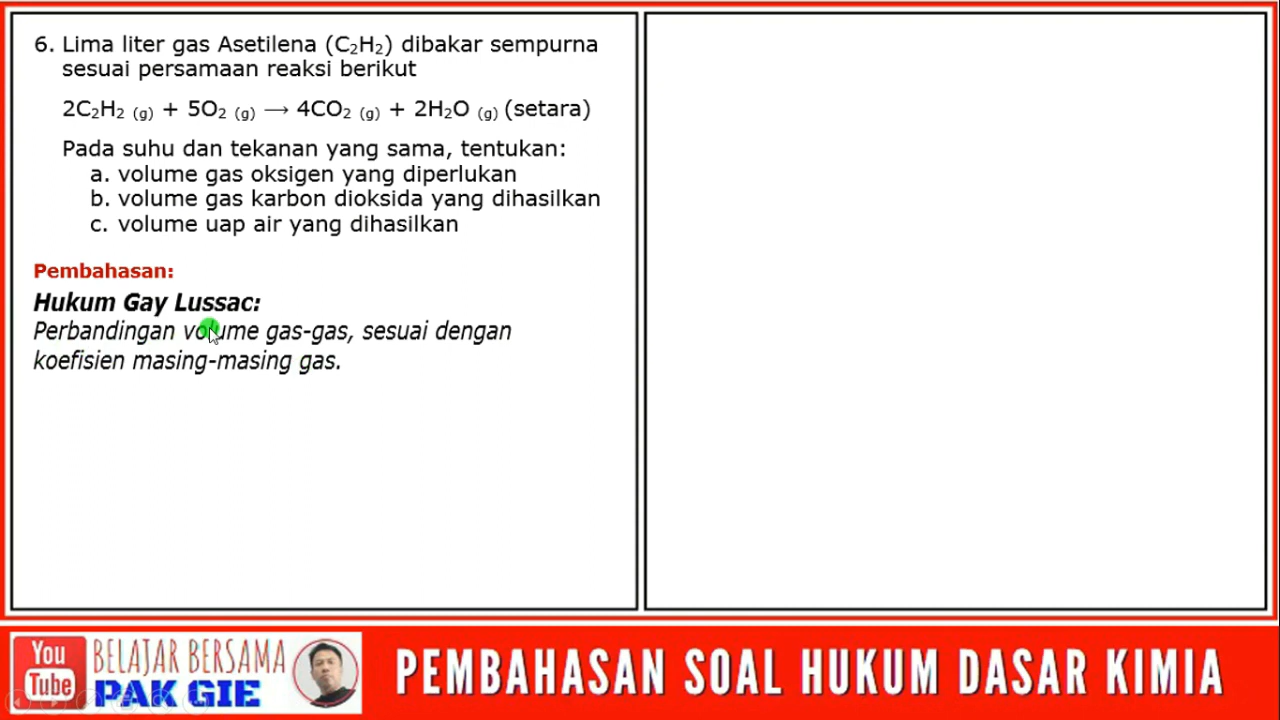 6. Lima liter gas Asetilena (C₂H₂) dibakar sempurna
sesuai persamaan reaksi berikut
2C₂H₂ (g) + 5O₂ (g) → 4CO₂ (g) + 2H₂O (g) (setara)
Pada suhu dan tekanan yang sama, tentukan:
a. volume gas oksigen yang diperlukan
b. volume gas karbon dioksida yang dihasilkan
c. volume uap air yang dihasilkan
Pembahasan:
Hukum Gay Lussac:
Perbandingan volume gas-gas, sesuai dengan
koefisien masing-masing gas.
You
Tube
BELAJAR BERSAMA
PAK GIE
PEMBAHASAN SOAL HUKUM DASAR KIMIA